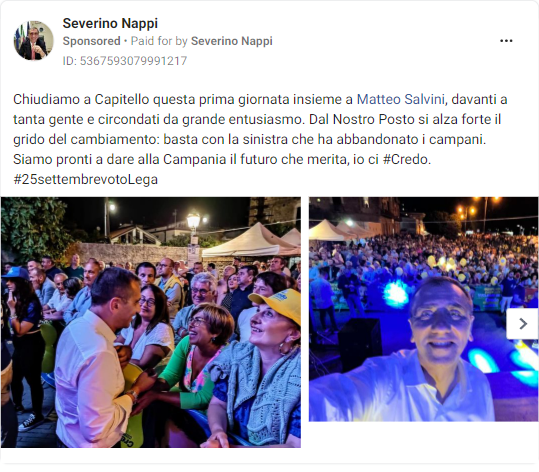 Severino Nappi
Sponsored • Paid for by Severino Nappi
ID: 5367593079991217
Chiudiamo a Capitello questa prima giornata insieme a Matteo Salvini, davanti a
tanta gente e circondati da grande entusiasmo. Dal Nostro Posto si alza forte il
grido del cambiamento: basta con la sinistra che ha abbandonato i campani.
Siamo pronti a dare alla Campania il futuro che merita, io ci #Credo.
#25settembrevotoLega